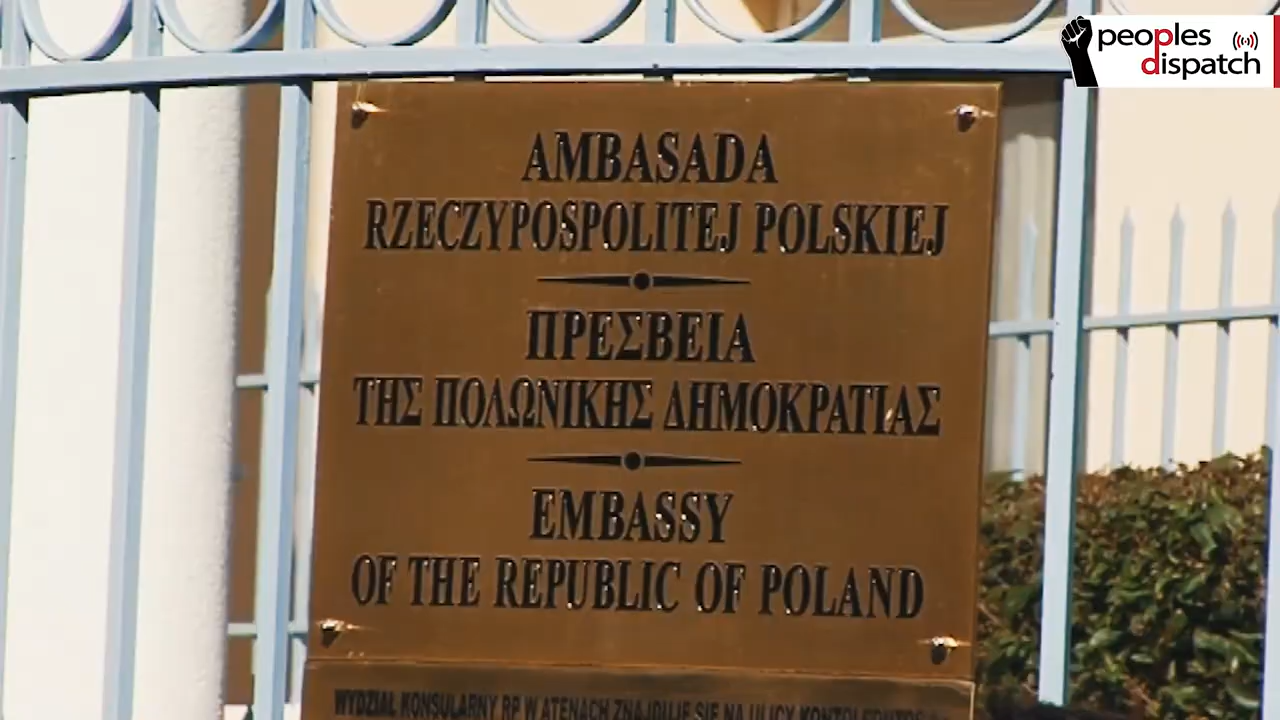 peoples
dispatch
AMBASADA
RZECZYPOSPOLITEJ POLSKIEJ
ΠΡΕΣΒΕΙΑ
ΤΗΣ ΠΟΛΩΝΙΚΗΣ ΔΗΜΟΚΡΑΤΙΑΣ
EMBASSY
OF THE REPUBLIC OF POLAND
WYDZIAŁ KONSULARNY RP W ATENACH ZNAJDUJE SIĘ NA ULICY